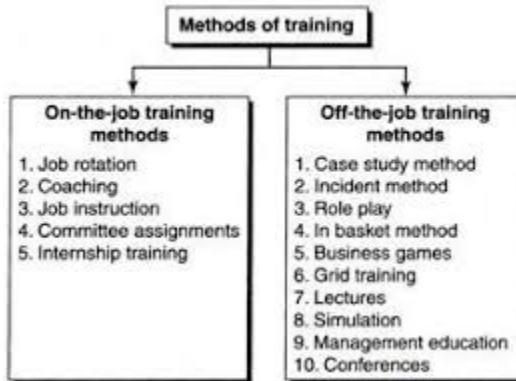 Methods of training
On-the-job training
methods
1. Job rotation
2. Coaching
3. Job instruction
4. Committee assignments
5. Internship training
Off-the-job training
methods
1. Case study method
2. Incident method
3. Role play
4. In basket method
5. Business games
6. Grid training
7. Lectures
8. Simulation
9. Management education
10. Conferences